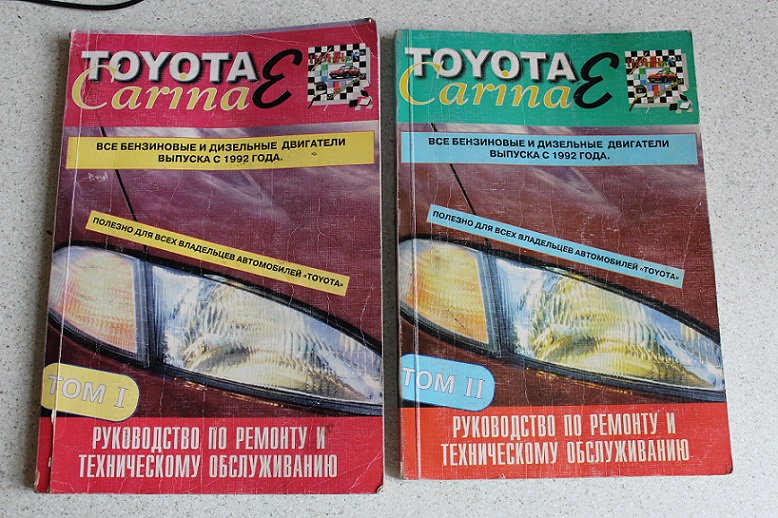 TOYOTA
Carina E
ВСЕ БЕНЗИНОВЫЕ И ДИЗЕЛЬНЫЕ ДВИГАТЕЛИ
ВЫПУСКА С 1992 ГОДА.
ПОЛЕЗНО ДЛЯ ВСЕХ ВЛАДЕЛЬЦЕВ АВТОМОБИЛЕЙ «TOYOTA»
ТОМ I
РУКОВОДСТВО ПО РЕМОНТУ И
ТЕХНИЧЕСКОМУ ОБСЛУЖИВАНИЮ
TOYOTA
Carina E
ВСЕ БЕНЗИНОВЫЕ И ДИЗЕЛЬНЫЕ ДВИГАТЕЛИ
ВЫПУСКА С 1992 ГОДА.
ПОЛЕЗНО ДЛЯ ВСЕХ ВЛАДЕЛЬЦЕВ АВТОМОБИЛЕЙ «TOYOTA»
ТОМ II
РУКОВОДСТВО ПО РЕМОНТУ И
ТЕХНИЧЕСКОМУ ОБСЛУЖИВАНИЮ